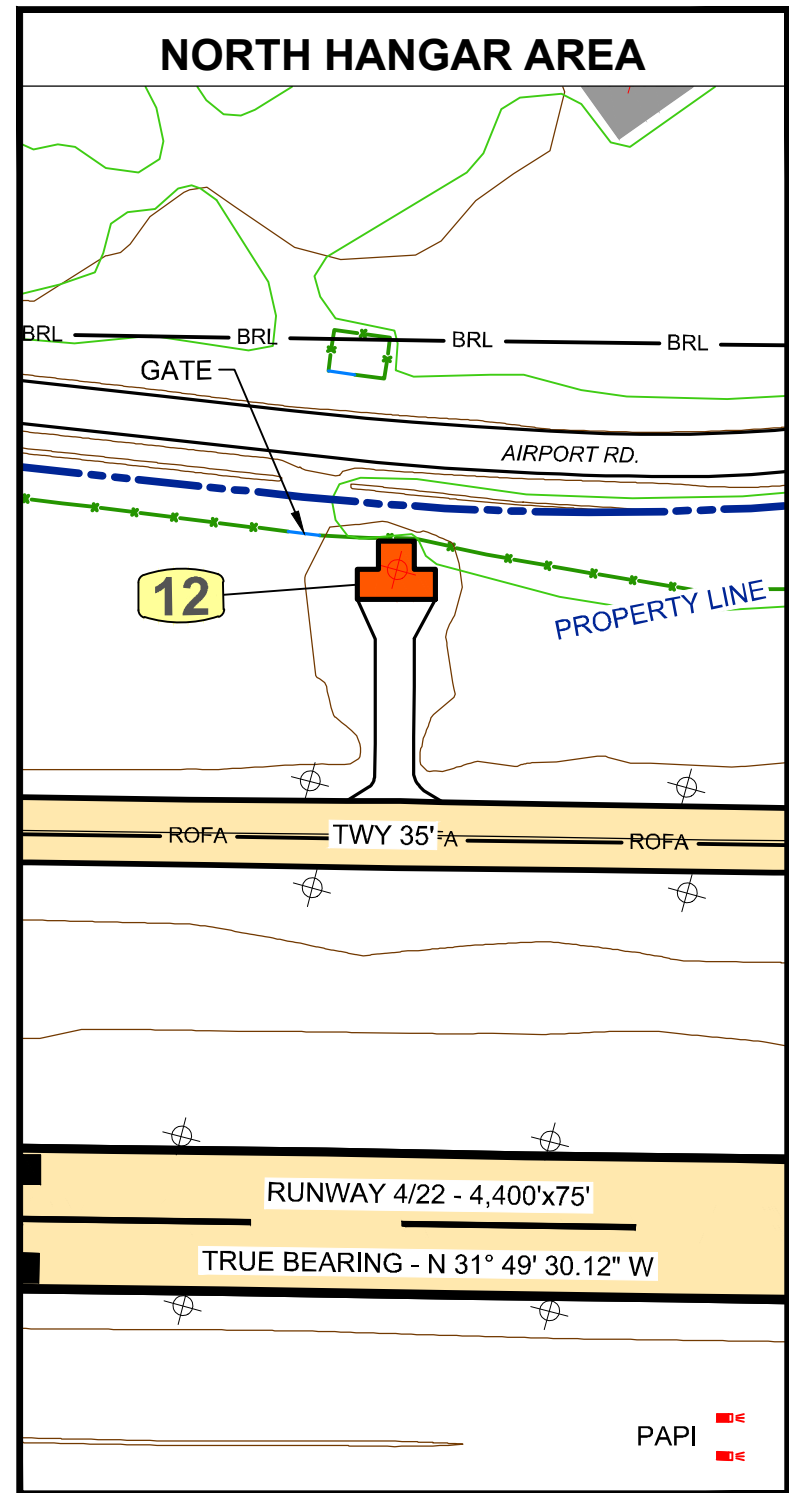 NORTH HANGAR AREA
BRL BRL BRL BRL
GATE
AIRPORT RD.
12
PROPERTY LINE
ROFA TWY 35' A ROFA
RUNWAY 4/22 - 4,400'x75'
TRUE BEARING - N 31° 49' 30.12" W
PAPI